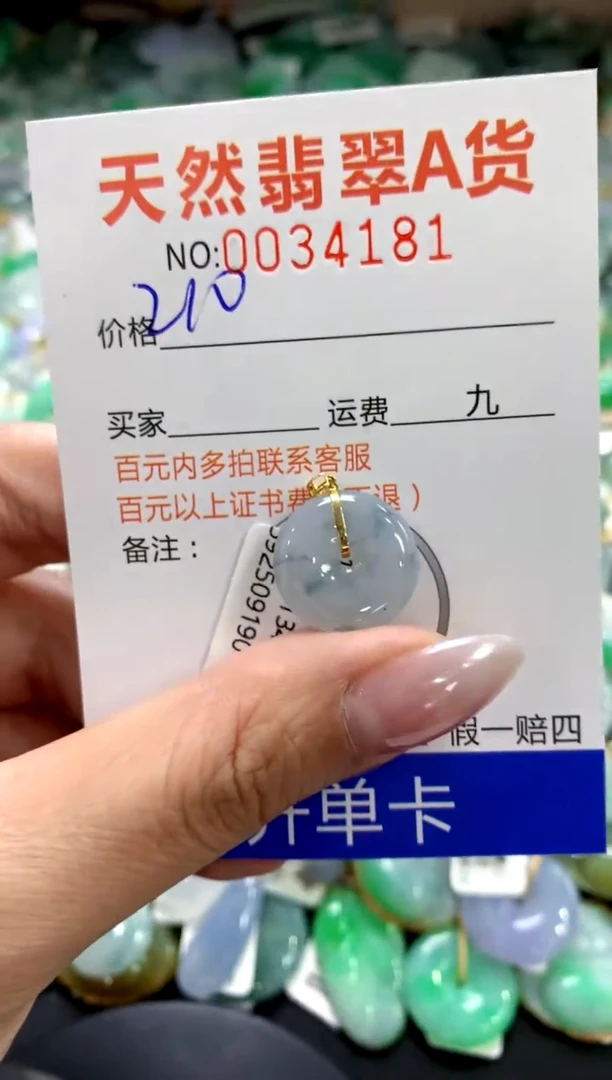 天然翡翠A货
NO:0034181
价格 210
买家 运费 九
百元内多拍联系客服
百元以上证书费 退）
备注：
假一赔四
开单卡